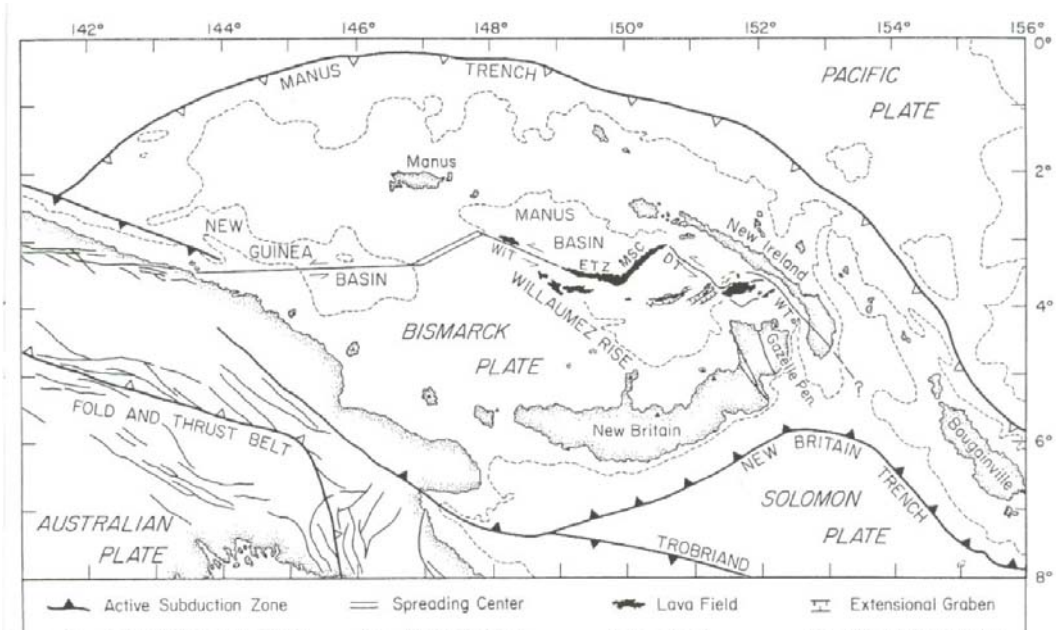 142° 144° 146° 148° 150° 152° 154° 156°
0°
MANUS TRENCH
PACIFIC
PLATE
Manus
2°
NEW
GUINEA
BASIN
MANUS
BASIN
New Ireland
WIT
ETZ
MSC
DT
WT
4°
WILLAUMEZ RISE
BISMARCK
PLATE
Gazelle Pen.
?
FOLD AND THRUST BELT
New Britain
6°
Bougainville
NEW BRITAIN TRENCH
SOLOMON
PLATE
AUSTRALIAN
PLATE
TROBRIAND
8°
Active Subduction Zone Spreading Center Lava Field Extensional Graben